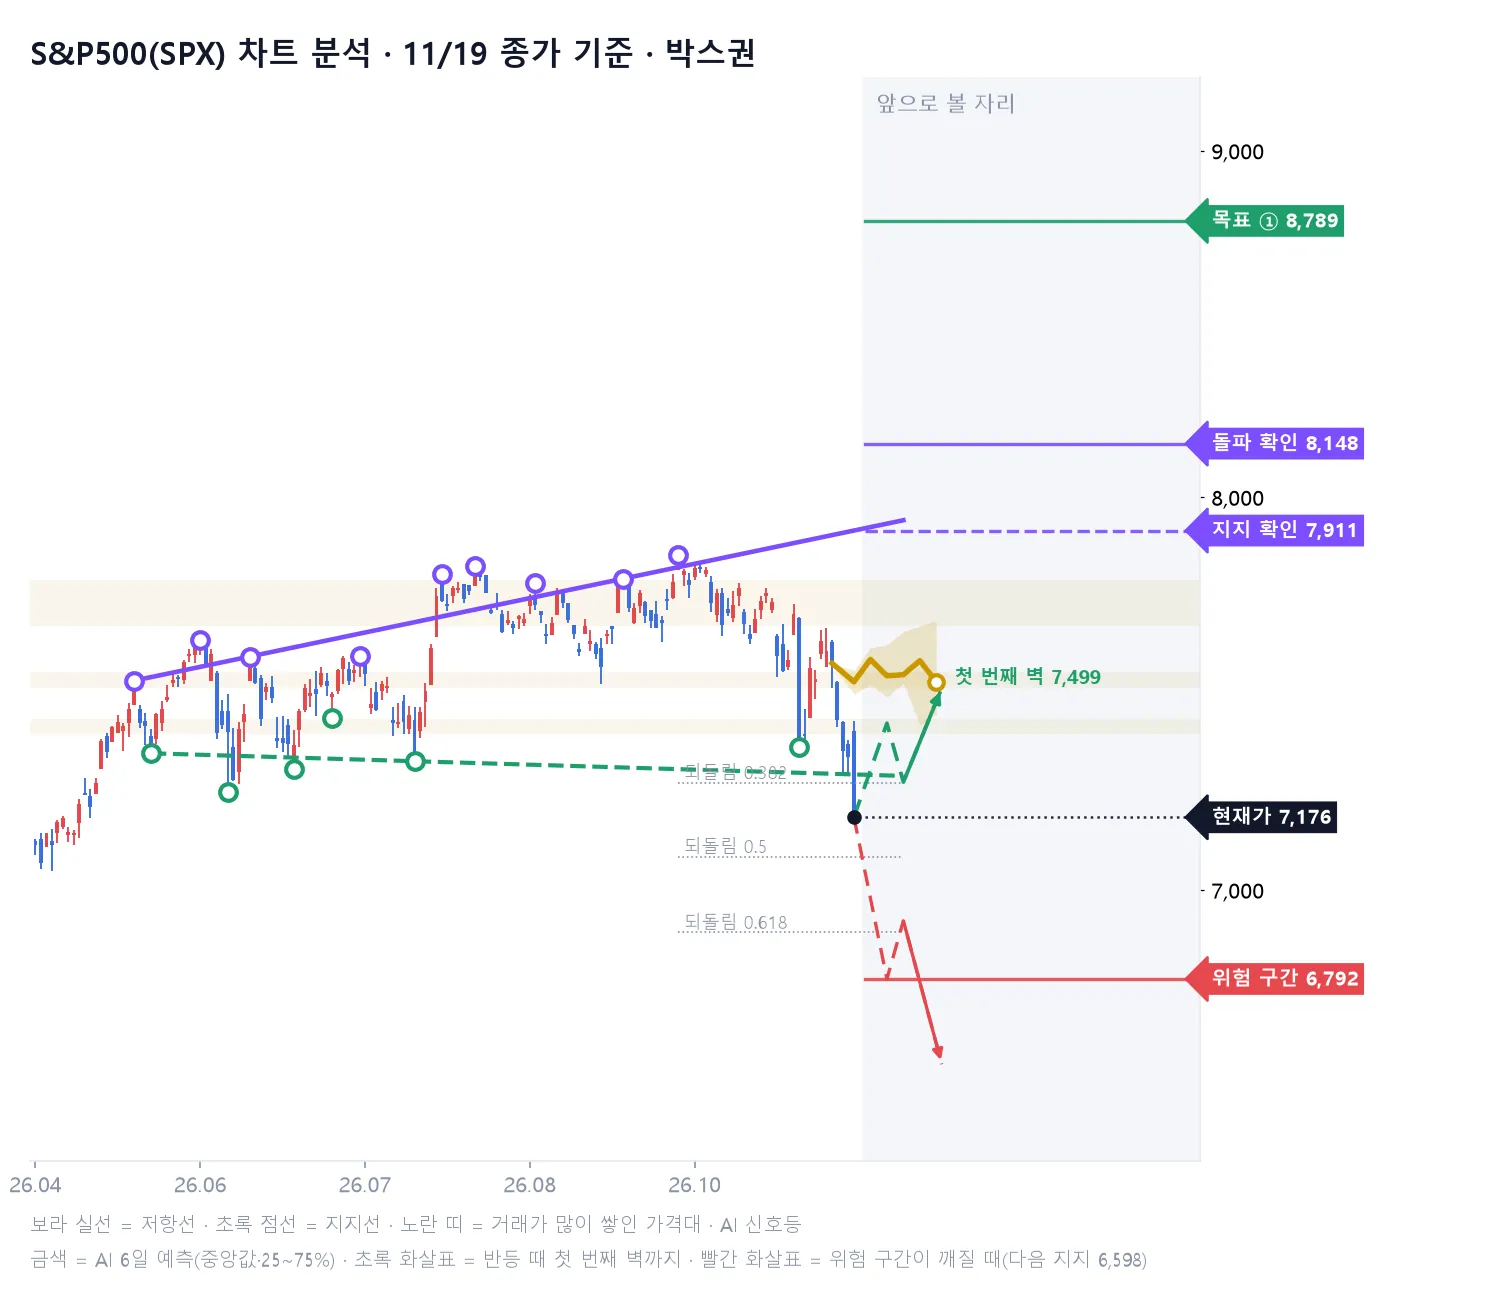 S&P500(SPX) 차트 분석 · 11/19 종가 기준 · 박스권
앞으로 볼 자리
9,000
목표 ① 8,789
돌파 확인 8,148
8,000
지지 확인 7,911
첫 번째 벽 7,499
되돌림 0.382
현재가 7,176
되돌림 0.5
7,000
되돌림 0.618
위험 구간 6,792
26.04
26.06
26.07
26.08
26.10
보라 실선 = 저항선 · 초록 점선 = 지지선 · 노란 띠 = 거래가 많이 쌓인 가격대 · AI 신호등
금색 = AI 6일 예측(중앙값·25~75%) · 초록 화살표 = 반등 때 첫 번째 벽까지 · 빨간 화살표 = 위험 구간이 깨질 때(다음 지지 6,598)